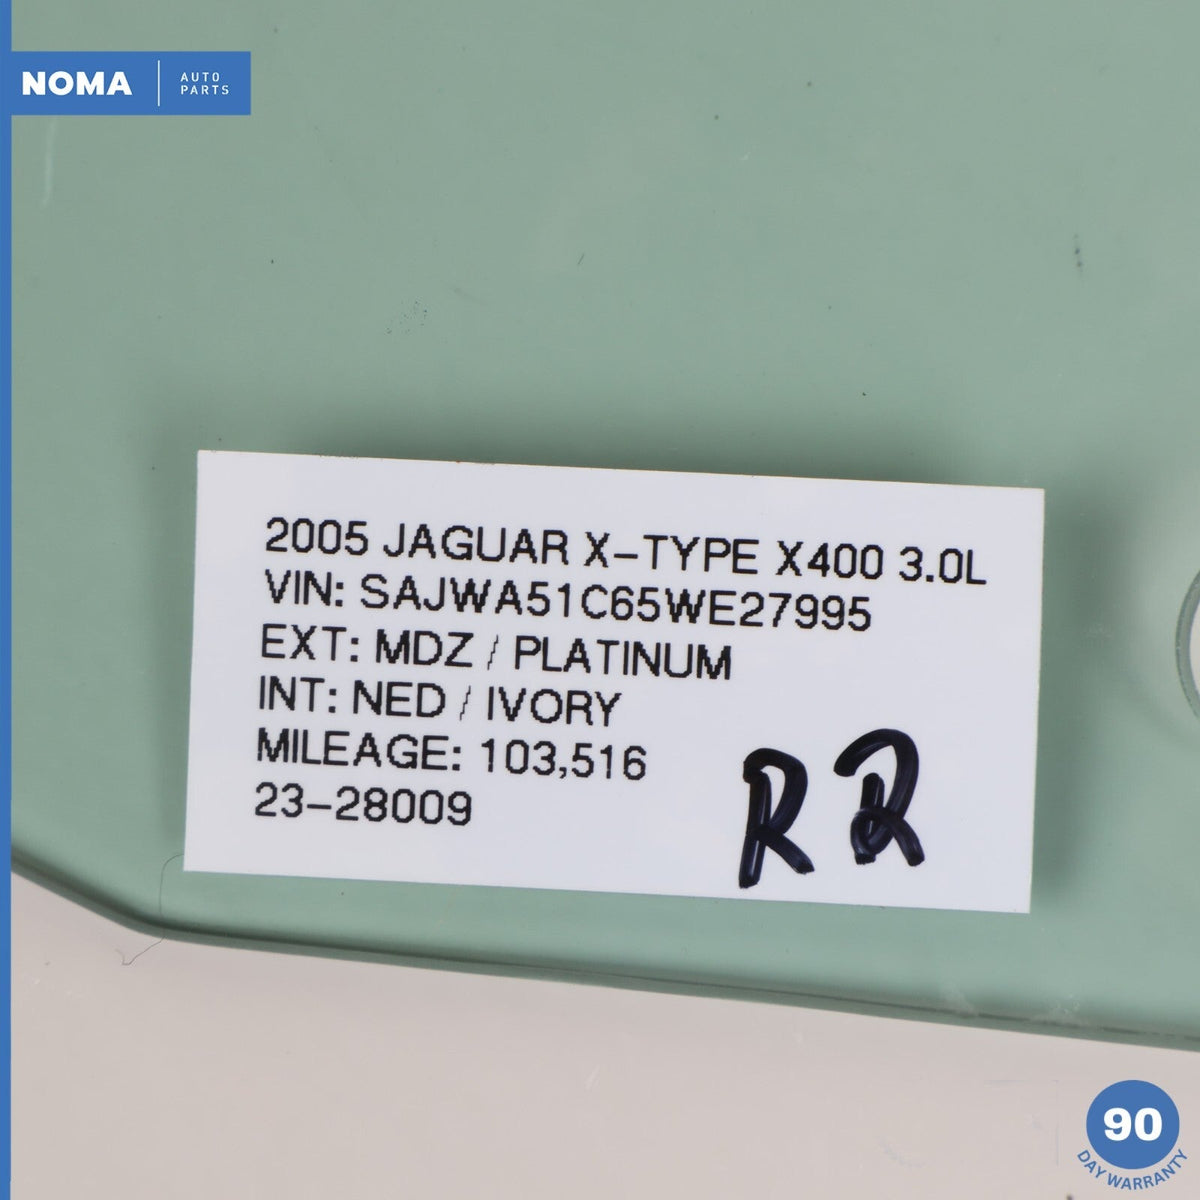 NOMA
AUTO
PARTS
2005 JAGUAR X-TYPE X400 3.0L
VIN: SAJWA51C65WE27995
EXT: MDZ / PLATINUM
INT: NED / IVORY
MILEAGE: 103,516
23-28009
RR
90
DAY WARRANTY